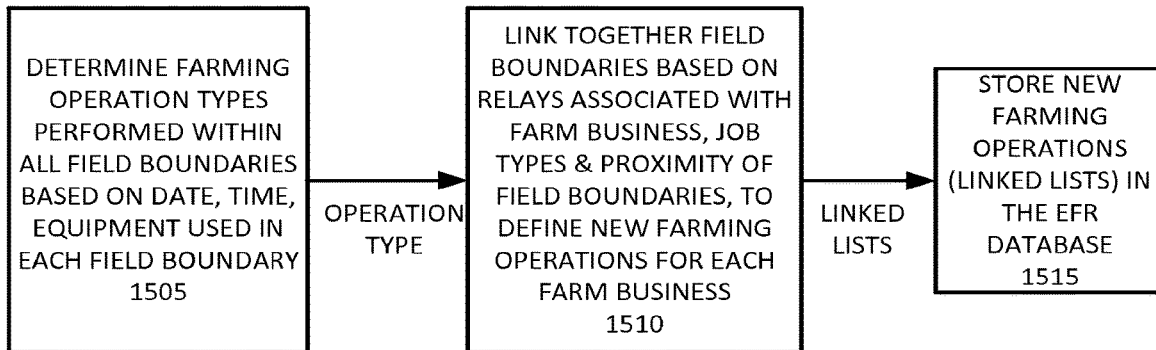 DETERMINE FARMING
OPERATION TYPES
PERFORMED WITHIN
ALL FIELD BOUNDARIES
BASED ON DATE, TIME,
EQUIPMENT USED IN
EACH FIELD BOUNDARY
1505
OPERATION
TYPE
LINK TOGETHER FIELD
BOUNDARIES BASED ON
RELAYS ASSOCIATED WITH
FARM BUSINESS, JOB
TYPES & PROXIMITY OF
FIELD BOUNDARIES, TO
DEFINE NEW FARMING
OPERATIONS FOR EACH
FARM BUSINESS
1510
LINKED
LISTS
STORE NEW
FARMING
OPERATIONS
(LINKED LISTS) IN
THE EFR
DATABASE
1515